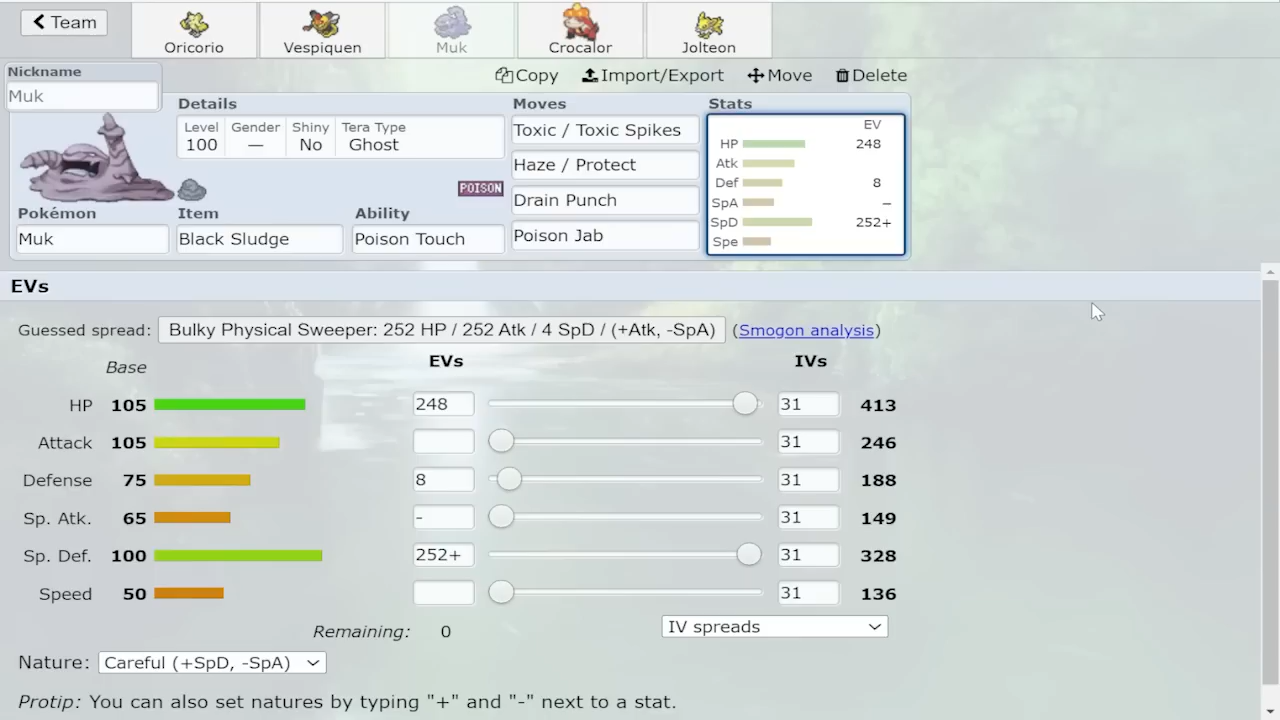 Team
Oricorio
Vespiquen
Muk
Crocalor
Jolteon
Copy
Import/Export
Move
Delete
Nickname
Muk
Details
Level
100
Gender
—
Shiny
No
Tera Type
Ghost
POISON
Pokémon
Muk
Item
Black Sludge
Ability
Poison Touch
Moves
Toxic / Toxic Spikes
Haze / Protect
Drain Punch
Poison Jab
Stats
EV
HP 248
Atk
Def 8
SpA –
SpD 252+
Spe
EVs
Guessed spread: Bulky Physical Sweeper: 252 HP / 252 Atk / 4 SpD / (+Atk, -SpA) (Smogon analysis)
Base EVs IVs
HP 105 248 31 413
Attack 105 31 246
Defense 75 8 31 188
Sp. Atk. 65 - 31 149
Sp. Def. 100 252+ 31 328
Speed 50 31 136
Remaining: 0 IV spreads
Nature: Careful (+SpD, -SpA)
Protip: You can also set natures by typing "+" and "-" next to a stat.